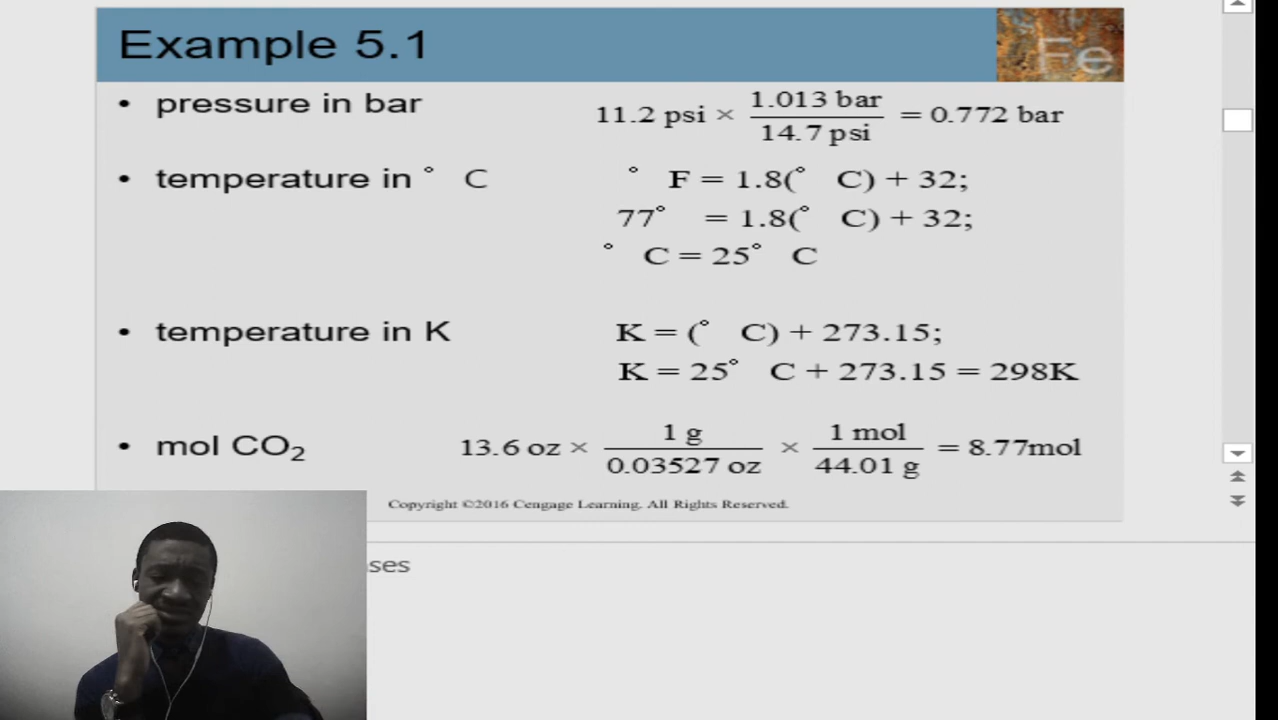 Example 5.1
Fe
• pressure in bar 11.2 psi × 1.013 bar / 14.7 psi = 0.772 bar
• temperature in ° C ° F = 1.8(° C) + 32;
77° = 1.8(° C) + 32;
° C = 25° C
• temperature in K K = (° C) + 273.15;
K = 25° C + 273.15 = 298K
• mol CO₂ 13.6 oz × 1 g / 0.03527 oz × 1 mol / 44.01 g = 8.77mol
Copyright ©2016 Cengage Learning. All Rights Reserved.